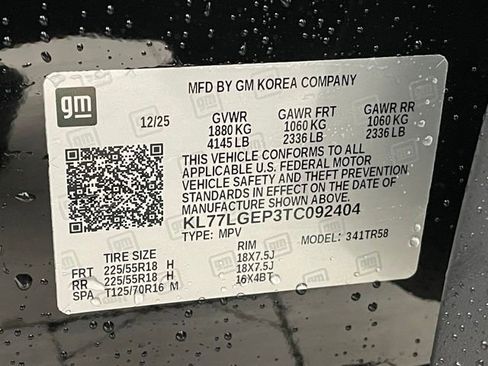 gm
MFD BY GM KOREA COMPANY
12/25 GVWR GAWR FRT GAWR RR
1880 KG 1060 KG 1060 KG
4145 LB 2336 LB 2336 LB
THIS VEHICLE CONFORMS TO ALL
APPLICABLE U.S. FEDERAL MOTOR
VEHICLE SAFETY AND THEFT PREVENTION
STANDARDS IN EFFECT ON THE DATE OF
MANUFACTURE SHOWN ABOVE.
KL77LGEP3TC092404
TYPE: MPV MODEL: 341TR58
TIRE SIZE RIM
FRT 225/55R18 H 18X7.5J
RR 225/55R18 H 18X7.5J
SPA T125/70R16 M 16X4BT